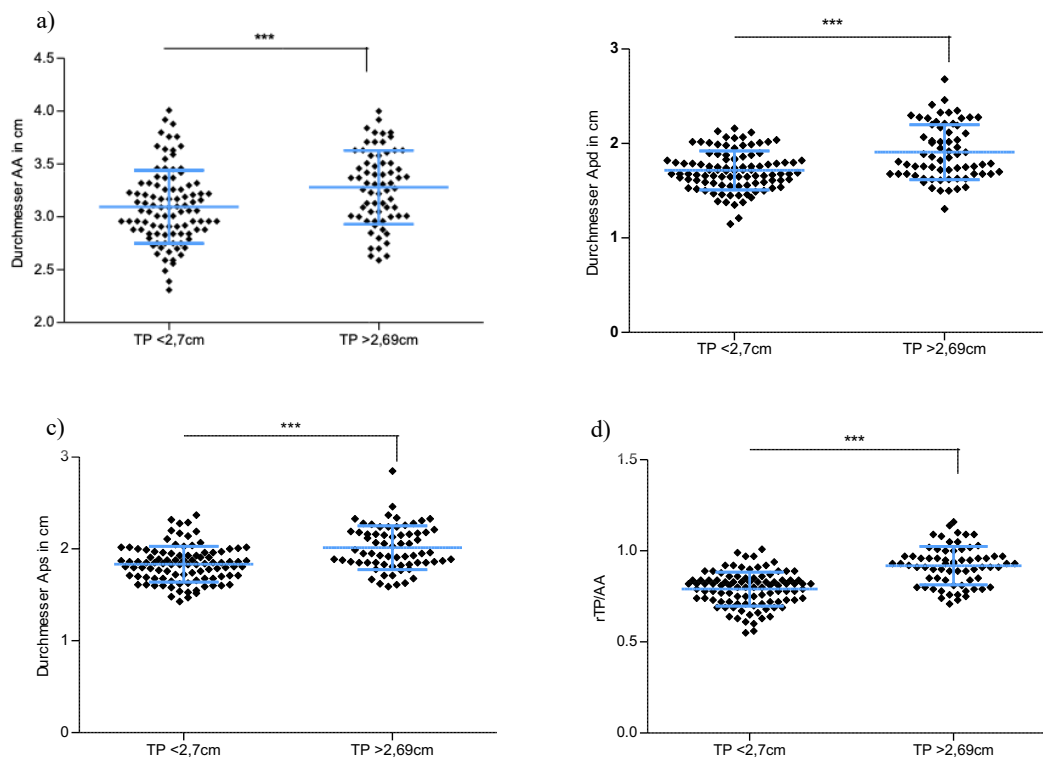 a)
***
Durchmesser AA in cm
4.5
4.0
3.5
3.0
2.5
2.0
TP <2,7cm TP >2,69cm
***
Durchmesser Apd in cm
3
2
1
0
TP <2,7cm TP >2,69cm
c)
***
Durchmesser Aps in cm
3
2
1
0
TP <2,7cm TP >2,69cm
d)
***
rTP/AA
1.5
1.0
0.5
0.0
TP <2,7cm TP >2,69cm